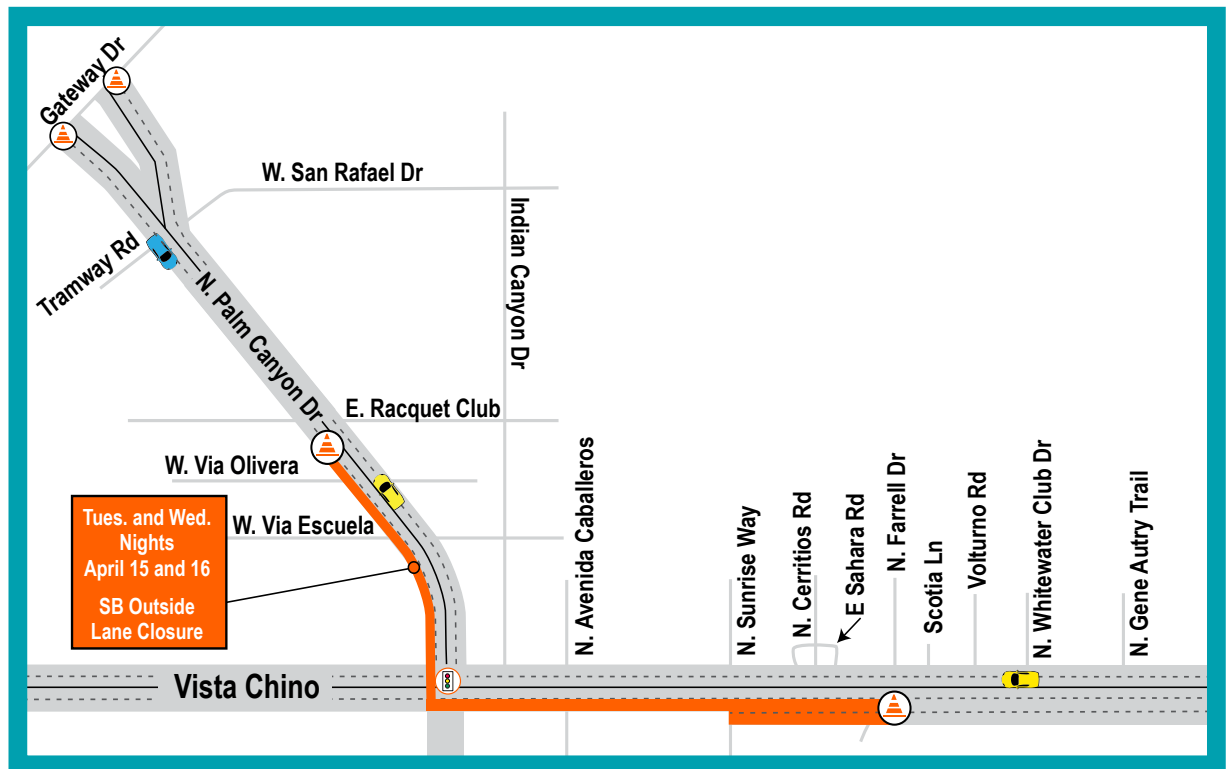 Gateway Dr
W. San Rafael Dr
Tramway Rd
Indian Canyon Dr
N. Palm Canyon Dr
E. Racquet Club
W. Via Olivera
W. Via Escuela
Tues. and Wed.
Nights
April 15 and 16
SB Outside
Lane Closure
N. Avenida Caballeros
N. Sunrise Way
N. Cerritios Rd
E Sahara Rd
N. Farrell Dr
Scotia Ln
Volturno Rd
N. Whitewater Club Dr
N. Gene Autry Trail
Vista Chino